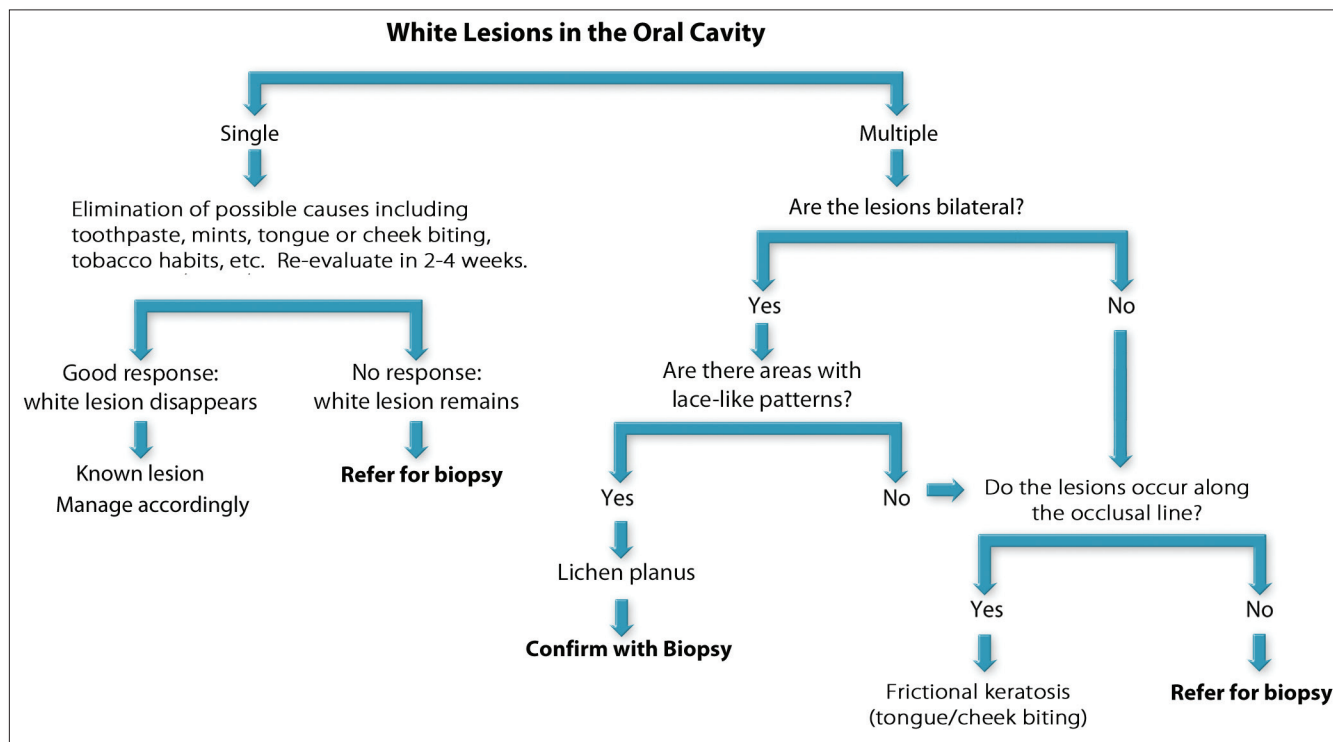 White Lesions in the Oral Cavity
Single
Multiple
Elimination of possible causes including
toothpaste, mints, tongue or cheek biting,
tobacco habits, etc. Re-evaluate in 2-4 weeks.
Are the lesions bilateral?
Yes
No
Good response:
white lesion disappears
No response:
white lesion remains
Are there areas with
lace-like patterns?
Known lesion
Manage accordingly
Refer for biopsy
Yes
No
Do the lesions occur along
the occlusal line?
Lichen planus
Confirm with Biopsy
Yes
No
Frictional keratosis
(tongue/cheek biting)
Refer for biopsy